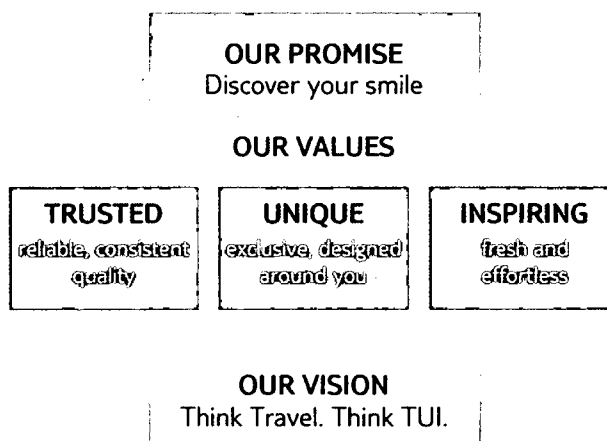 OUR PROMISE
Discover your smile
OUR VALUES
TRUSTED
reliable, consistent
quality
UNIQUE
exclusive, designed
around you
INSPIRING
fresh and
effortless
OUR VISION
Think Travel. Think TUI.